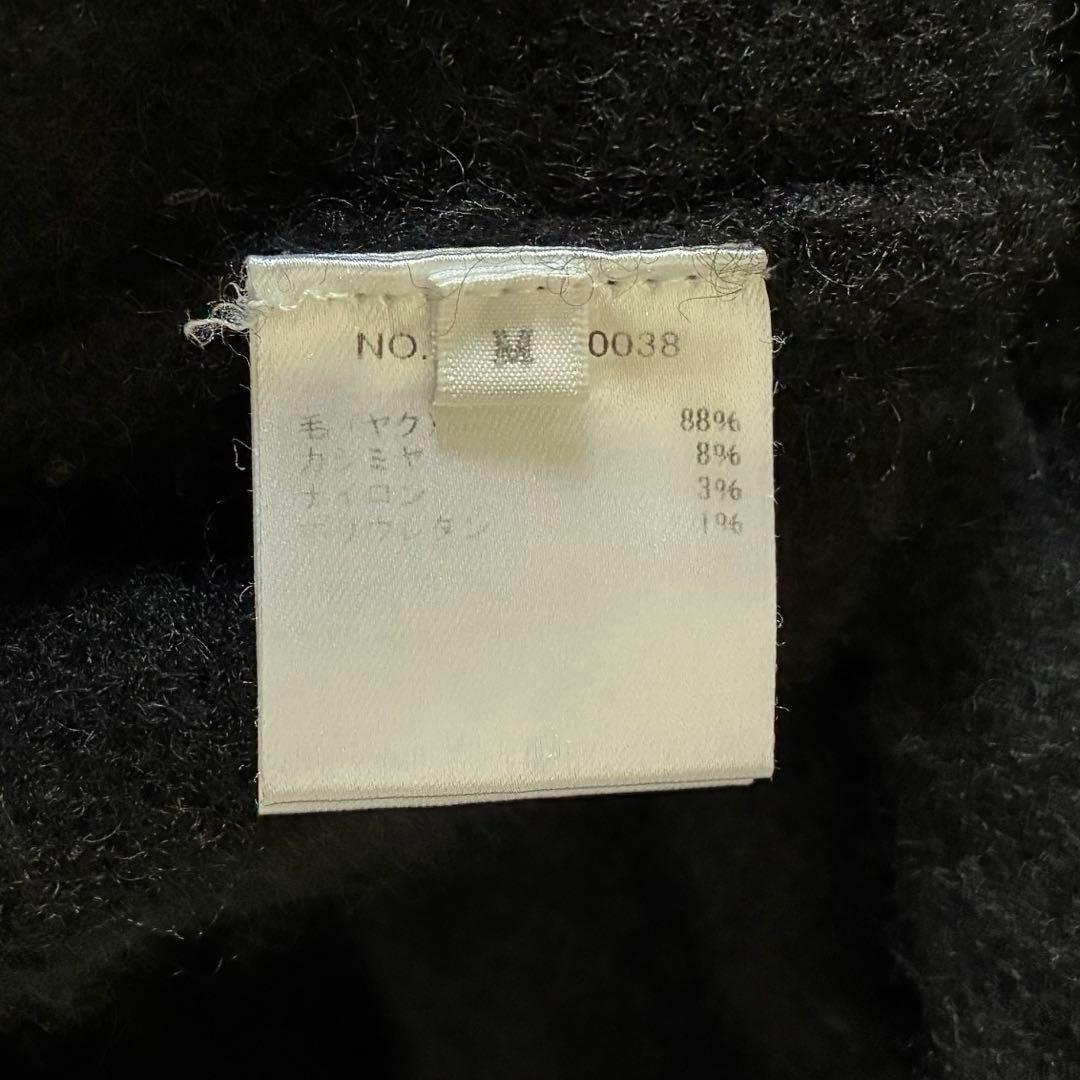 NO. 0038
M
毛(ヤク) 88%
カシミヤ 8%
ナイロン 3%
ポリウレタン 1%